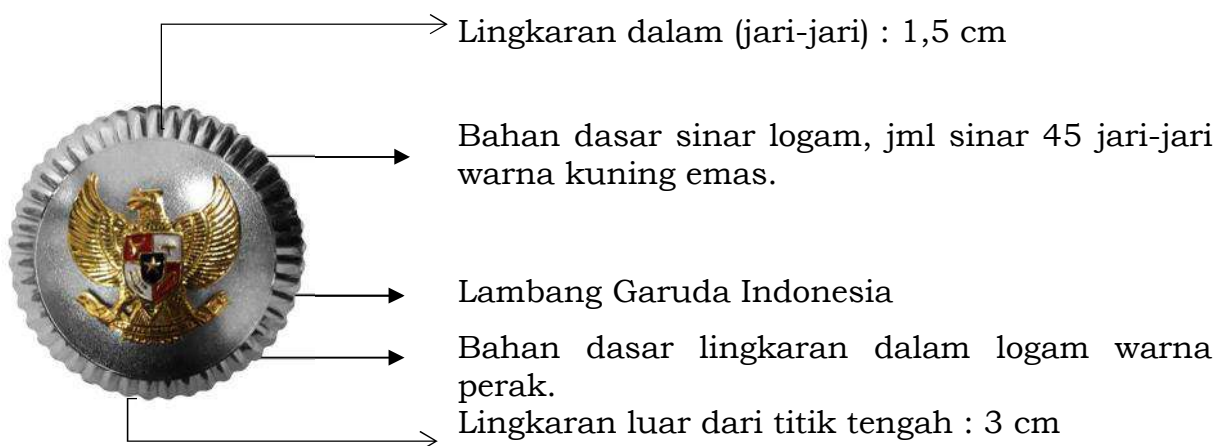 Lingkaran dalam (jari-jari) : 1,5 cm
Bahan dasar sinar logam, jml sinar 45 jari-jari
warna kuning emas.
Lambang Garuda Indonesia
Bahan dasar lingkaran dalam logam warna
perak.
Lingkaran luar dari titik tengah : 3 cm